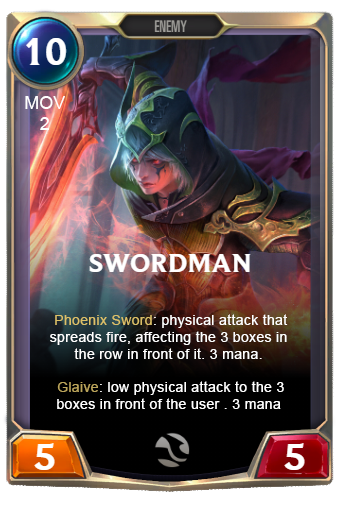 10
ENEMY
MOV
2
SWORDMAN
Phoenix Sword: physical attack that
spreads fire, affecting the 3 boxes in
the row in front of it. 3 mana.
Glaive: low physical attack to the 3
boxes in front of the user . 3 mana
5
5